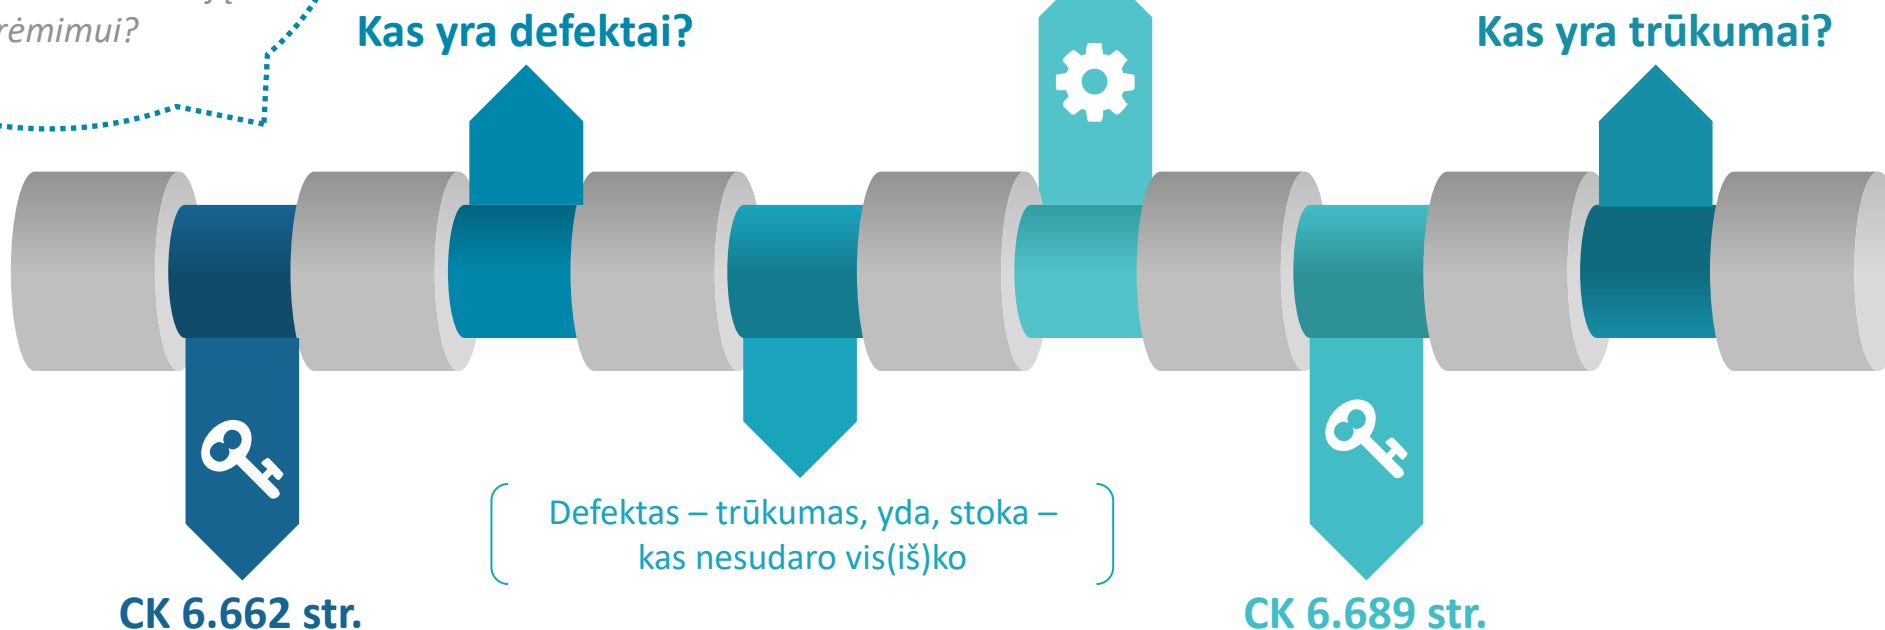 rėmimui?
Kas yra defektai?
Kas yra trūkumai?
Defektas – trūkumas, yda, stoka –
kas nesudaro vis(iš)ko
CK 6.662 str.
CK 6.689 str.